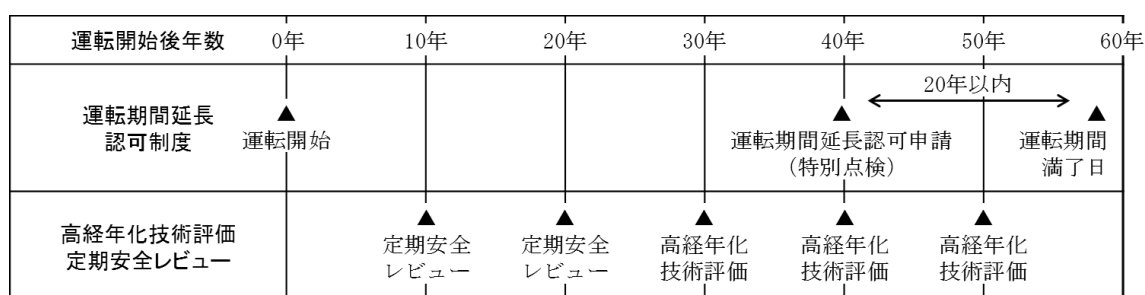 運転開始後年数 0年 10年 20年 30年 40年 50年 60年
20年以内
運転期間延長
認可制度
▲ ▲ ▲
運転開始 運転期間延長認可申請 運転期間
(特別点検) 満了日
高経年化技術評価
定期安全レビュー
▲ ▲ ▲ ▲ ▲
定期安全 定期安全 高経年化 高経年化 高経年化
レビュー レビュー 技術評価 技術評価 技術評価